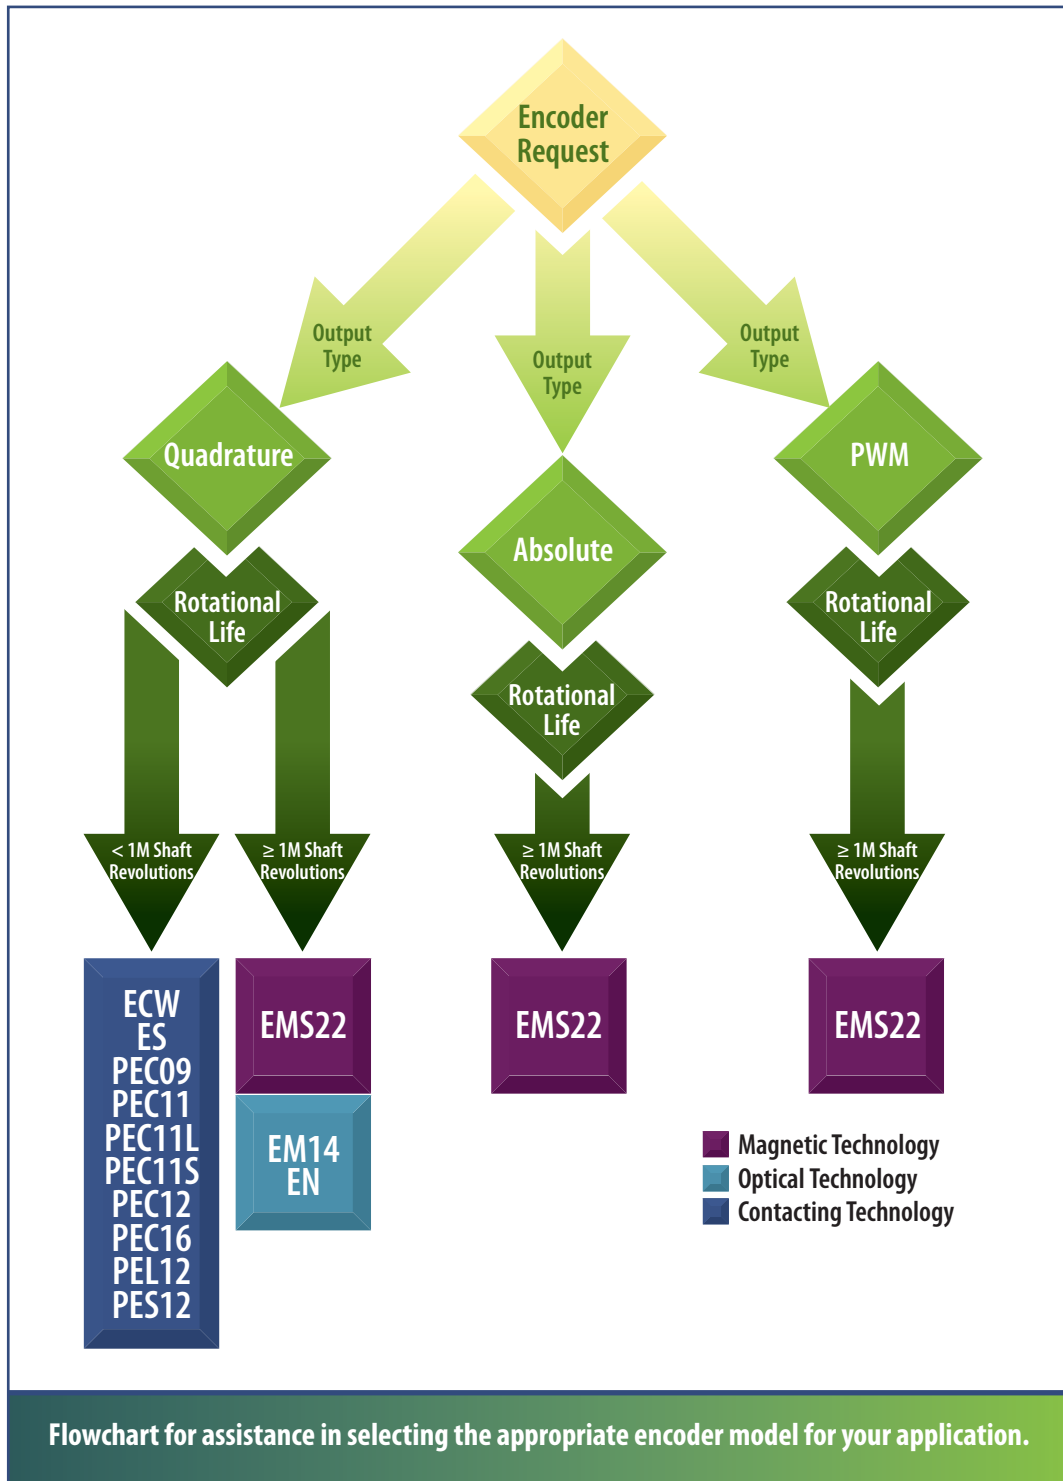 Encoder
Request
Output
Type
Output
Type
Output
Type
Quadrature
Absolute
PWM
Rotational
Life
Rotational
Life
Rotational
Life
< 1M Shaft
Revolutions
≥ 1M Shaft
Revolutions
≥ 1M Shaft
Revolutions
≥ 1M Shaft
Revolutions
ECW
ES
PEC09
PEC11
PEC11L
PEC11S
PEC12
PEC16
PEL12
PES12
EMS22
EM14
EN
EMS22
EMS22
Magnetic Technology
Optical Technology
Contacting Technology
Flowchart for assistance in selecting the appropriate encoder model for your application.